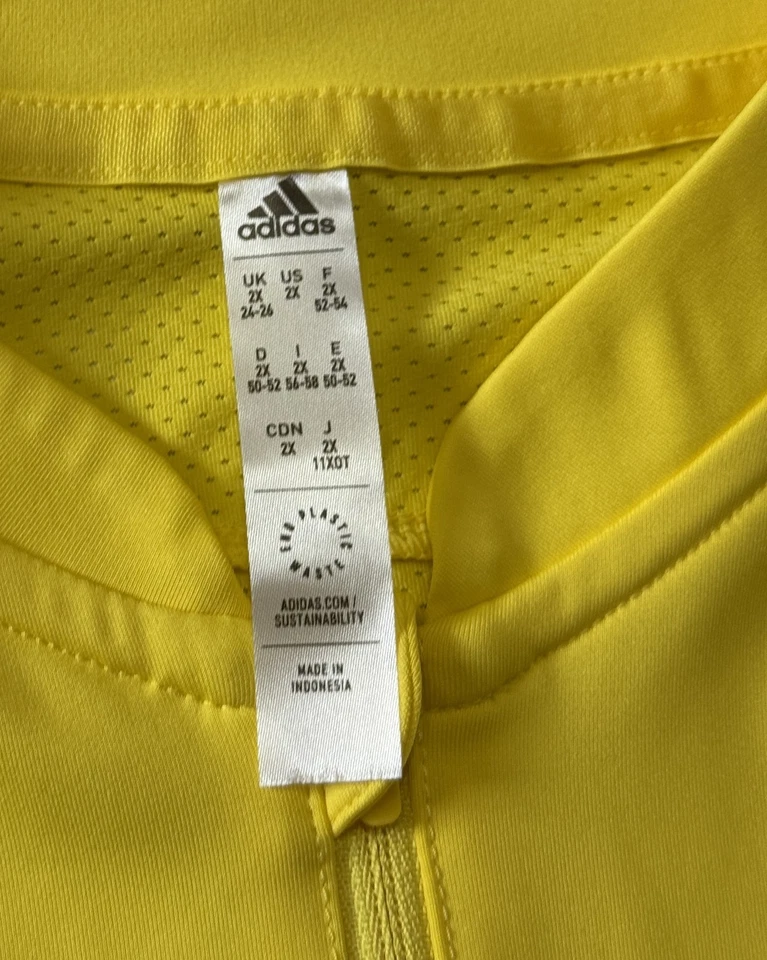 adidas
UK US F
2X 2X 2X
24-26 52-54
D I E
2X 2X 2X
50-52 56-58 50-52
CDN J
2X 2X
11XOT
END PLASTIC WASTE
ADIDAS.COM/
SUSTAINABILITY
MADE IN
INDONESIA